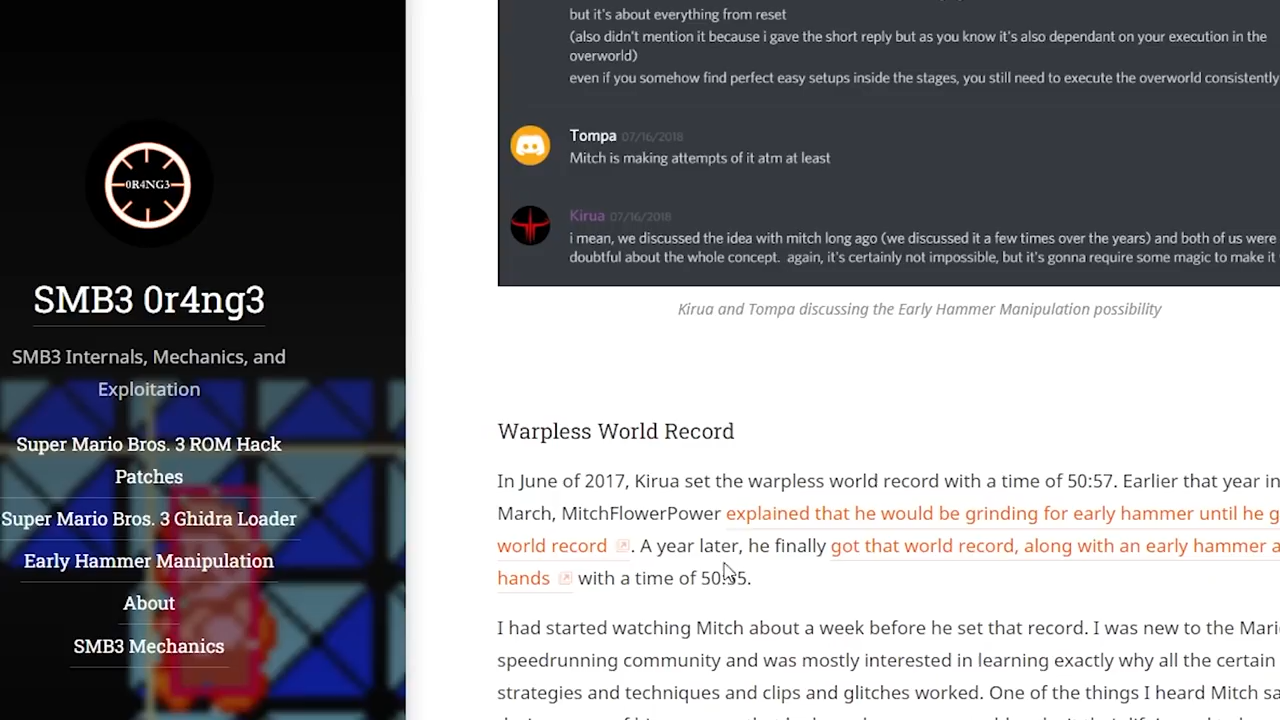 0R4NG3
SMB3 0r4ng3
SMB3 Internals, Mechanics, and
Exploitation
Super Mario Bros. 3 ROM Hack
Patches
Super Mario Bros. 3 Ghidra Loader
Early Hammer Manipulation
About
SMB3 Mechanics
but it's about everything from reset
(also didn't mention it because i gave the short reply but as you know it's also dependant on your execution in the
overworld)
even if you somehow find perfect easy setups inside the stages, you still need to execute the overworld consistently
Tompa 07/16/2018
Mitch is making attempts of it atm at least
Kirua 07/16/2018
i mean, we discussed the idea with mitch long ago (we discussed it a few times over the years) and both of us were
doubtful about the whole concept. again, it's certainly not impossible, but it's gonna require some magic to make it
Kirua and Tompa discussing the Early Hammer Manipulation possibility
Warpless World Record
In June of 2017, Kirua set the warpless world record with a time of 50:57. Earlier that year in
March, MitchFlowerPower explained that he would be grinding for early hammer until he g
world record . A year later, he finally got that world record, along with an early hammer a
hands with a time of
I had started watching Mitch about a week before he set that record. I was new to the Mari
speedrunning community and was mostly interested in learning exactly why all the certain
strategies and techniques and clips and glitches worked. One of the things I heard Mitch sa